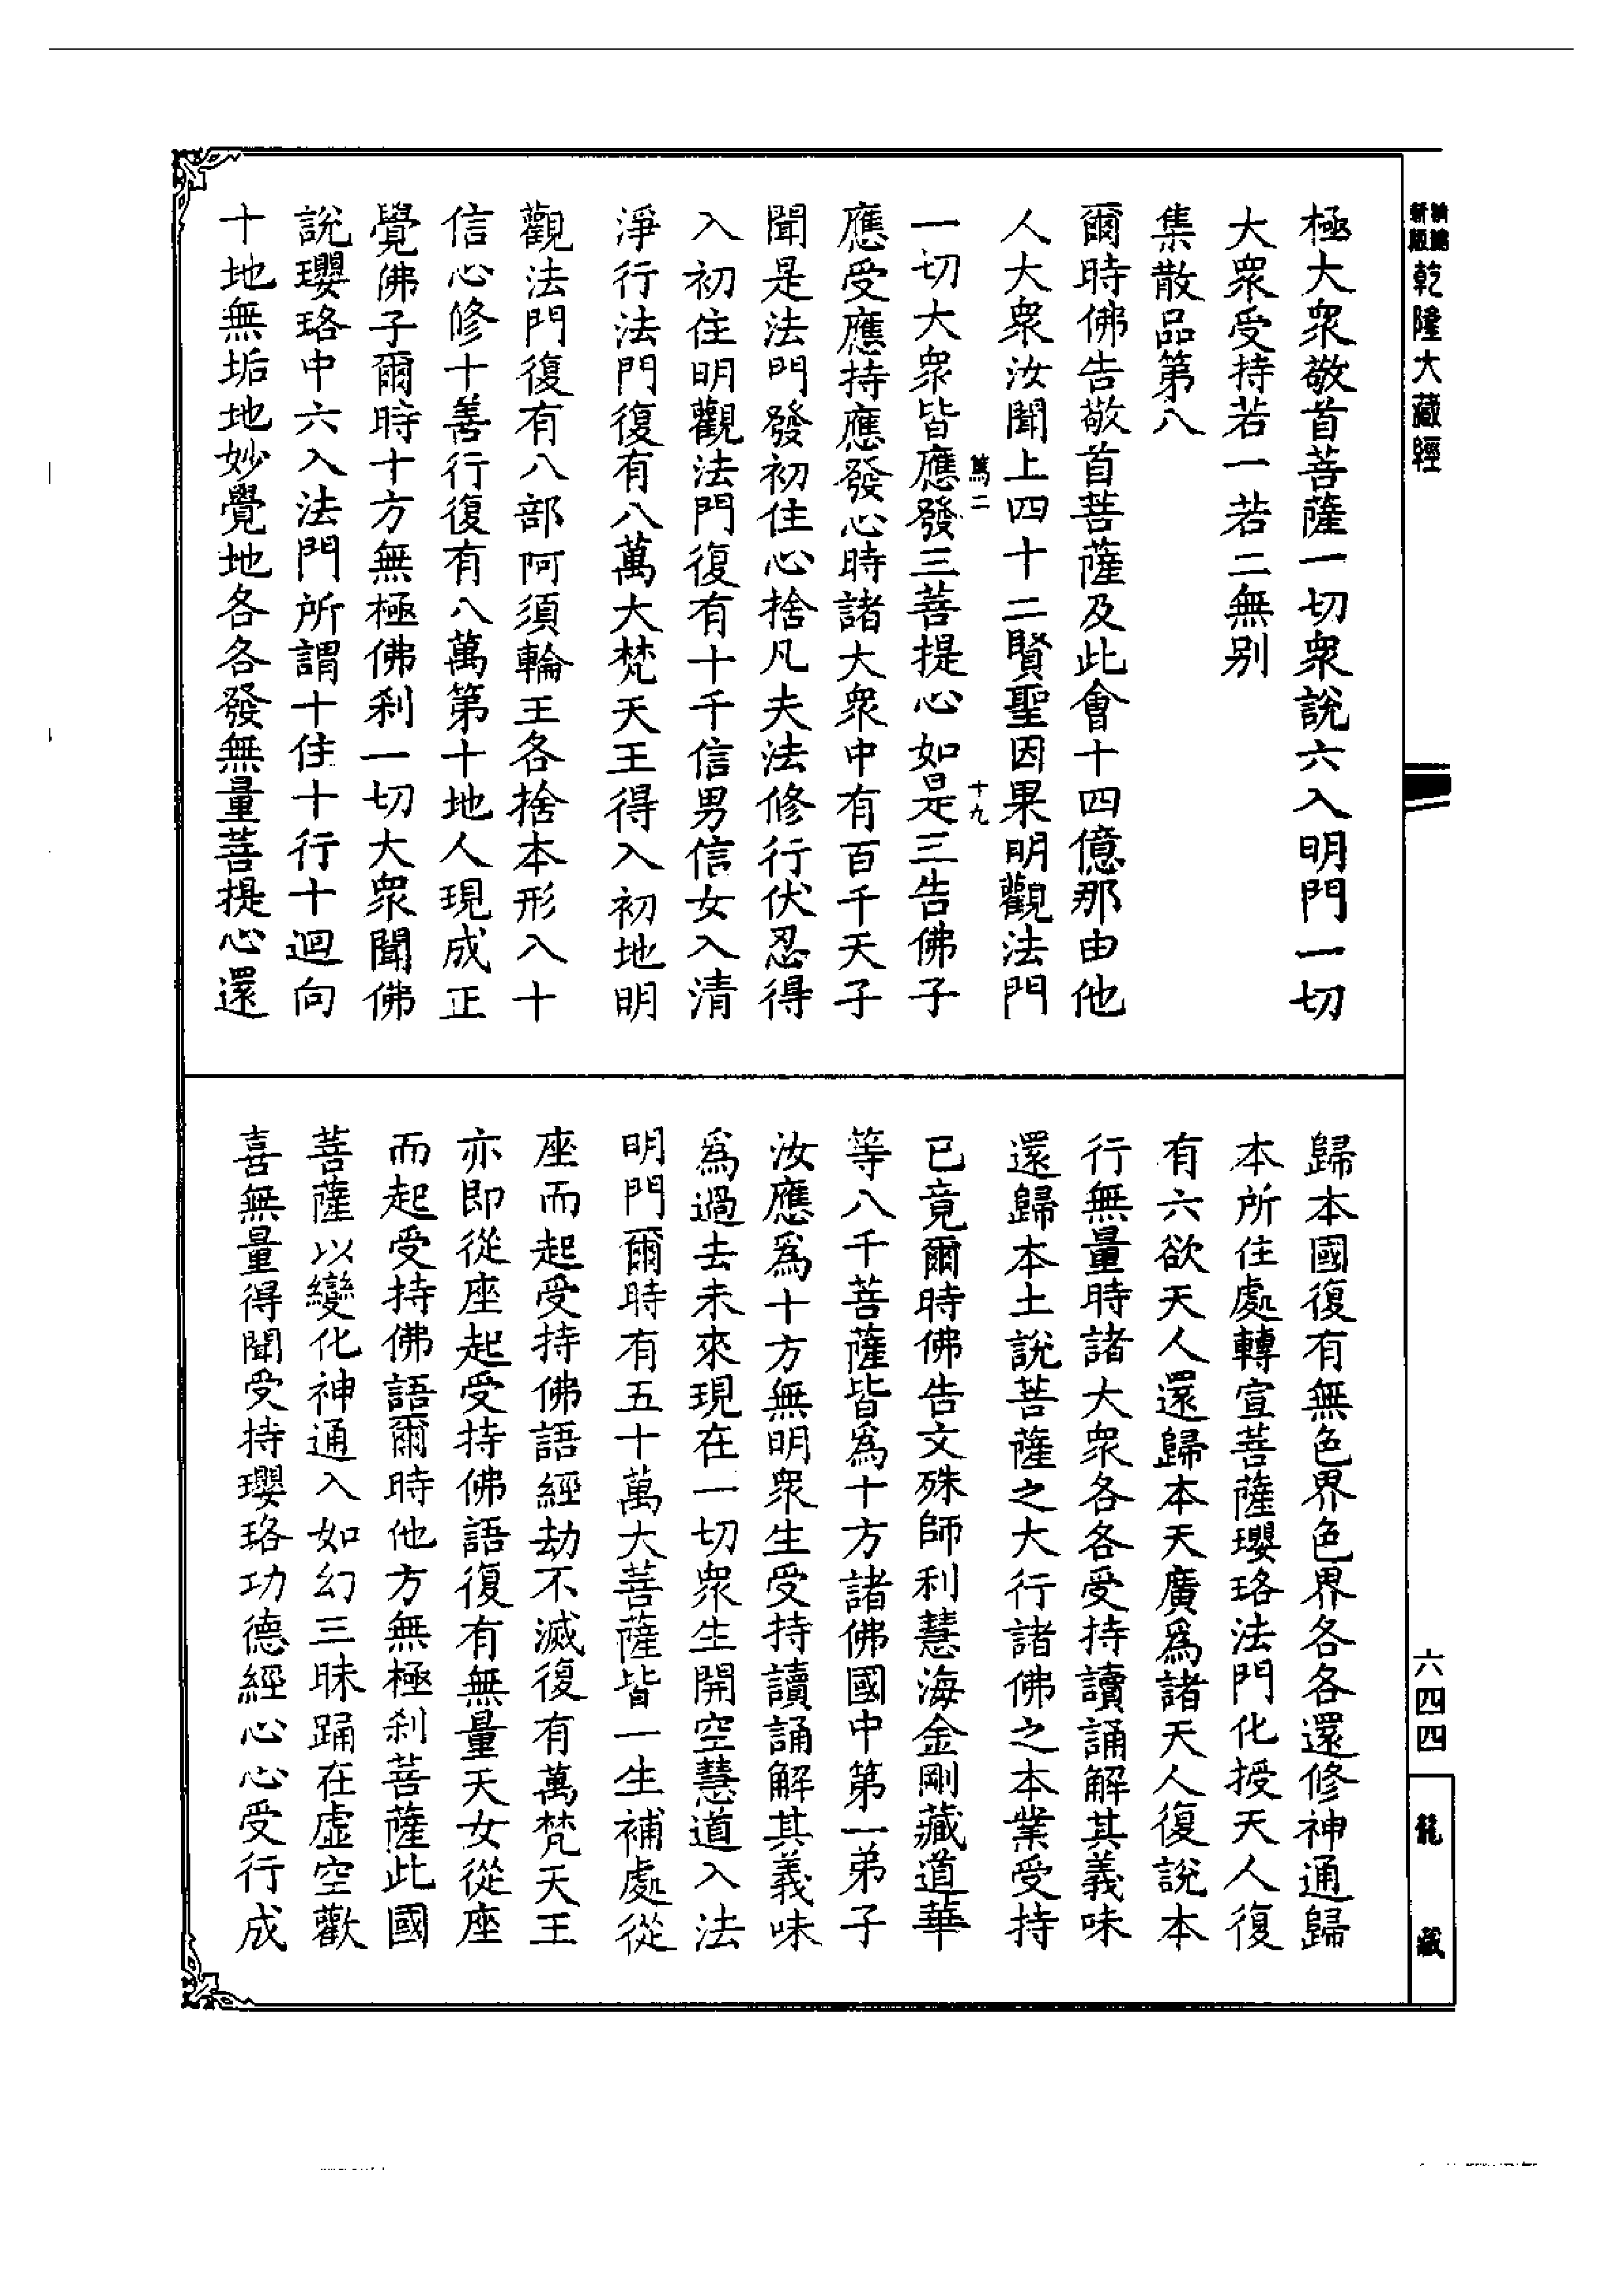 新版
乾隆大藏經
極大衆敬首菩薩一切衆說六入明門一切
大衆受持若一若二無别
集散品第八
爾時佛告敬首菩薩及此會十四億那由他
人大衆汝聞上四十二賢聖因果明觀法門
篤二
十九
一切大衆皆應發三菩提心如是三告佛子
應受應持應發心時諸大衆中有百千天子
聞是法門發初住心捨凡夫法修行伏忍得
入初住明觀法門復有十千信男信女入清
淨行法門復有八萬大梵天王得入初地明
觀法門復有八部阿須輪王各捨本形入十
信心修十善行復有八萬第十地人現成正
覺佛子爾時十方無極佛刹一切大衆聞佛
說瓔珞中六入法門所謂十住十行十迴向
十地無垢地妙覺地各各發無量菩提心還
歸本國復有無色界色界各各還修神通歸
本所住處轉宣菩薩瓔珞法門化授天人復
有六欲天人還歸本天廣爲諸天人復說本
行無量時諸大衆各各受持讀誦解其義味
還歸本土說菩薩之大行諸佛之本業受持
已竟爾時佛告文殊師利慧海金剛藏道華
等八千菩薩皆爲十方諸佛國中第一弟子
汝應爲十方無明衆生受持讀誦解其義味
爲過去未來現在一切衆生開空慧道入法
明門爾時有五十萬大菩薩皆一生補處從
座而起受持佛語經劫不滅復有萬梵天王
亦即從座起受持佛語復有無量天女從座
而起受持佛語爾時他方無極刹菩薩此國
菩薩以變化神通入如幻三昧踊在虛空歡
喜無量得聞受持瓔珞功德經心心受行成
六四四
龍藏